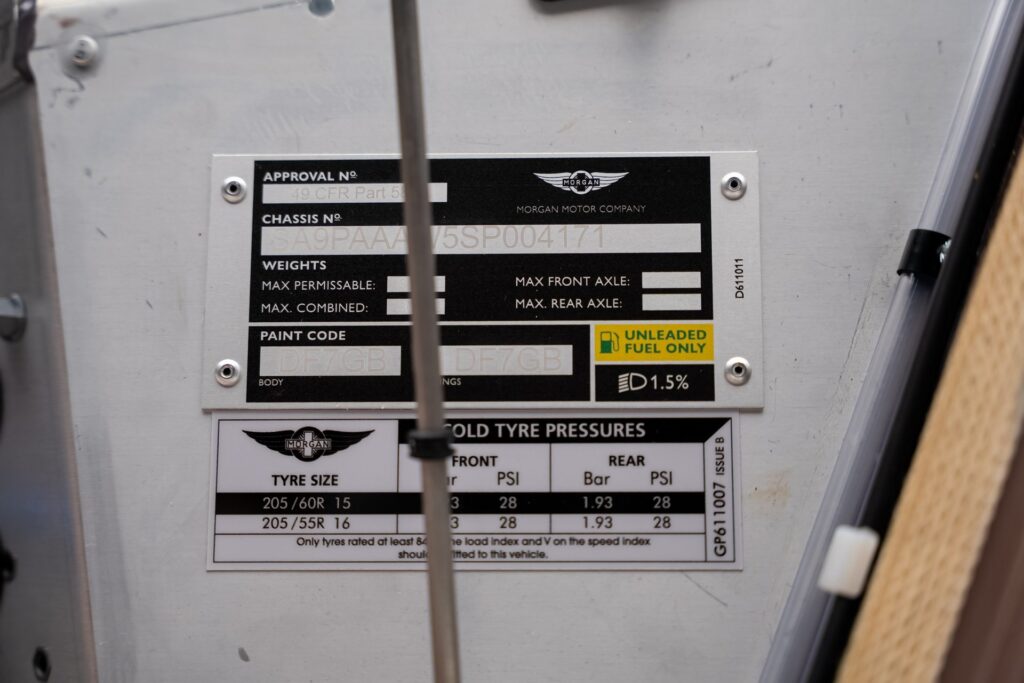 APPROVAL Nº
49 CFR Part 5
MORGAN
MORGAN MOTOR COMPANY
CHASSIS Nº
5SP004171
WEIGHTS
MAX PERMISSABLE:
MAX FRONT AXLE:
MAX. COMBINED:
MAX. REAR AXLE:
D611011
PAINT CODE
DF7GB DF7GB
BODY
UNLEADED
FUEL ONLY
1.5%
MORGAN
COLD TYRE PRESSURES
TYRE SIZE
FRONT REAR
PSI Bar PSI
205/60R 15 28 1.93 28
205/55R 16 28 1.93 28
Only tyres rated at least the load index and V on the speed index
fitted to this vehicle.
GP611007 ISSUE B